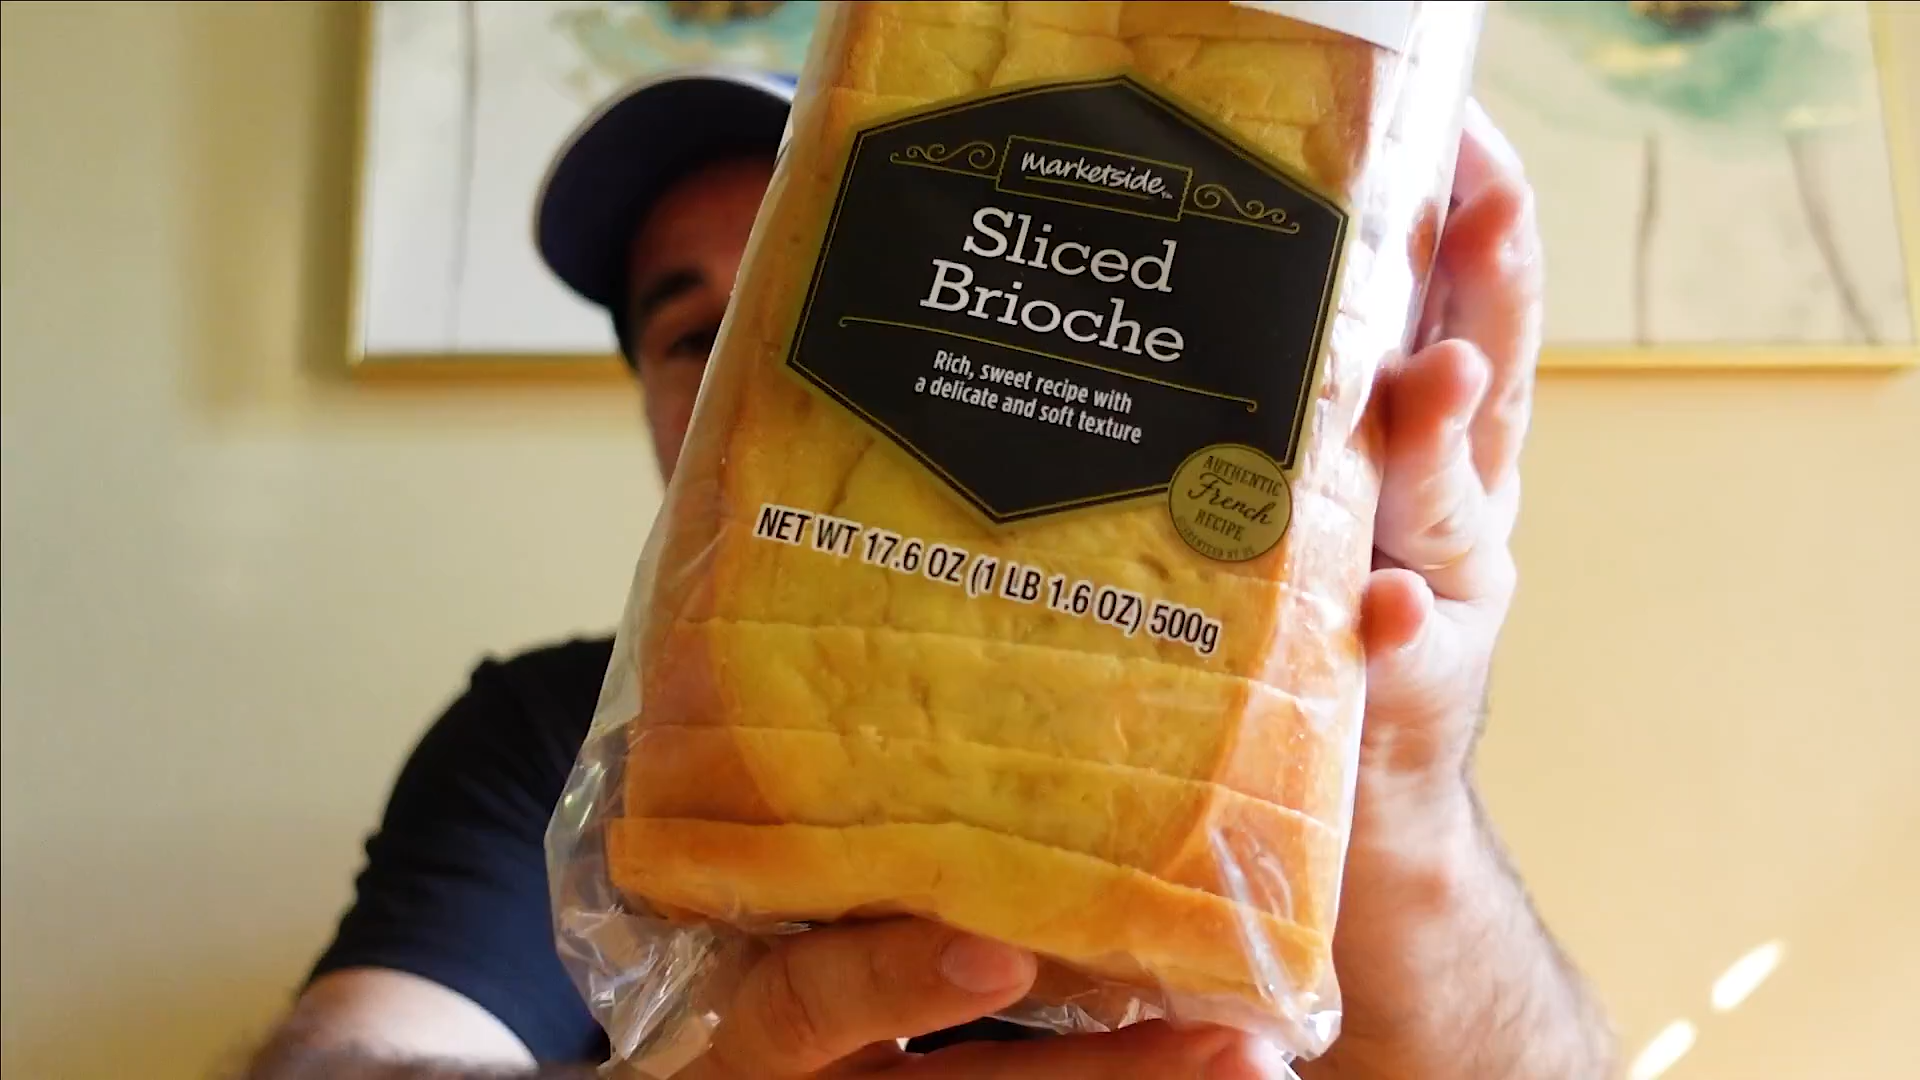 marketside
Sliced
Brioche
Rich, sweet recipe with
a delicate and soft texture
AUTHENTIC
French
RECIPE
NET WT 17.6 OZ (1 LB 1.6 OZ) 500g